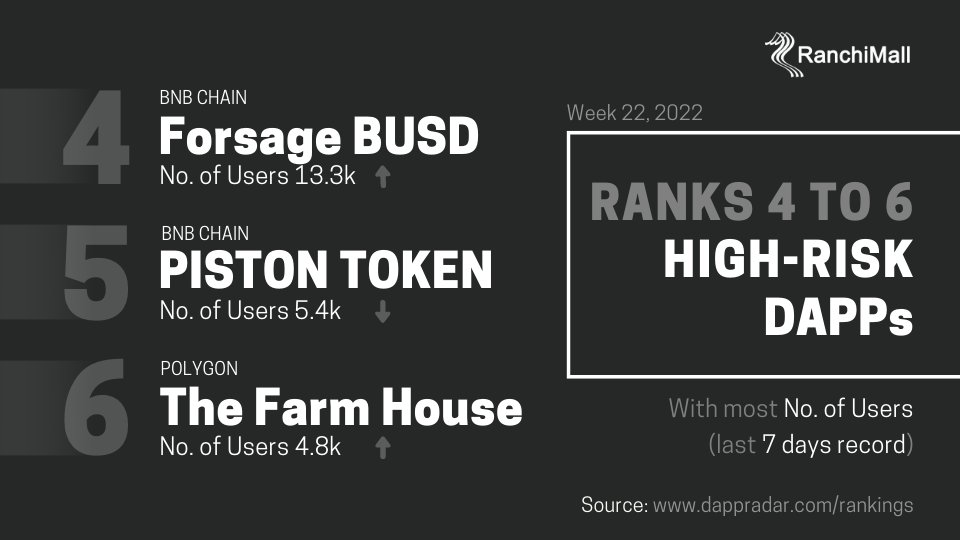 RanchiMall
Week 22, 2022
RANKS 4 TO 6
HIGH-RISK
DAPPs
With most No. of Users
(last 7 days record)
4
BNB CHAIN
Forsage BUSD
No. of Users 13.3k
5
BNB CHAIN
PISTON TOKEN
No. of Users 5.4k
6
POLYGON
The Farm House
No. of Users 4.8k
Source: www.dappradar.com/rankings